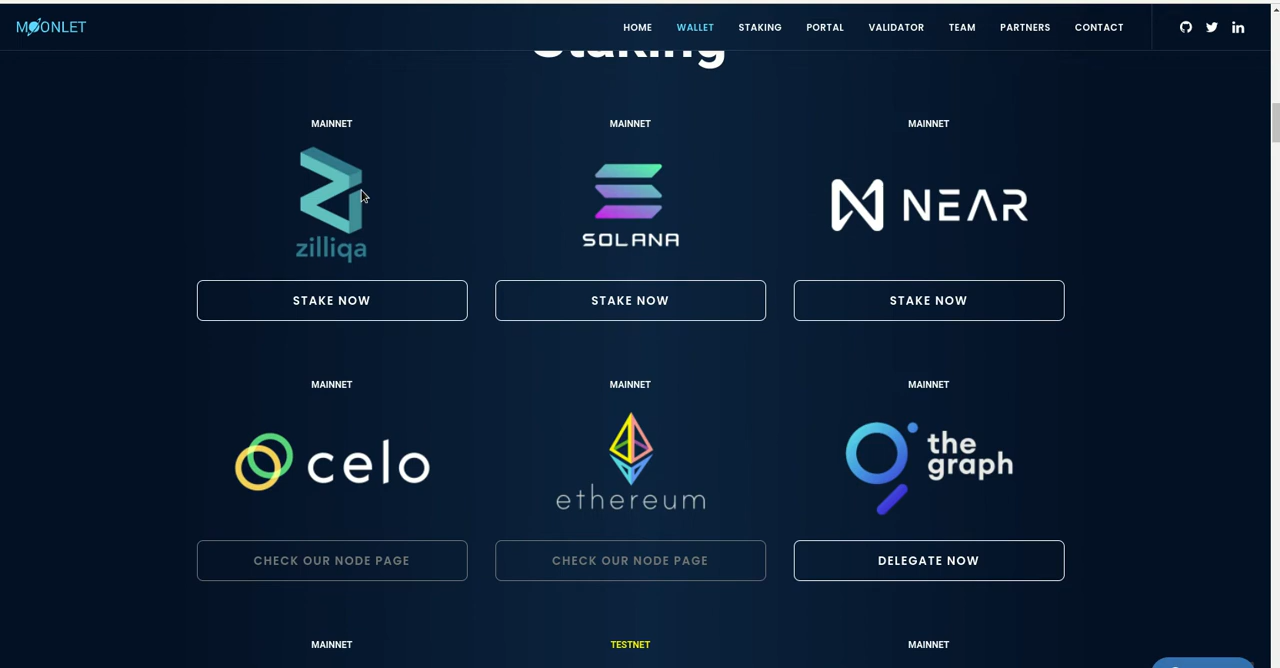 MOONLET
HOME WALLET STAKING PORTAL VALIDATOR TEAM PARTNERS CONTACT
Staking
MAINNET MAINNET MAINNET
zilliqa
SOLANA
NEAR
STAKE NOW STAKE NOW STAKE NOW
MAINNET MAINNET MAINNET
celo
ethereum
the
graph
CHECK OUR NODE PAGE CHECK OUR NODE PAGE DELEGATE NOW
MAINNET TESTNET MAINNET